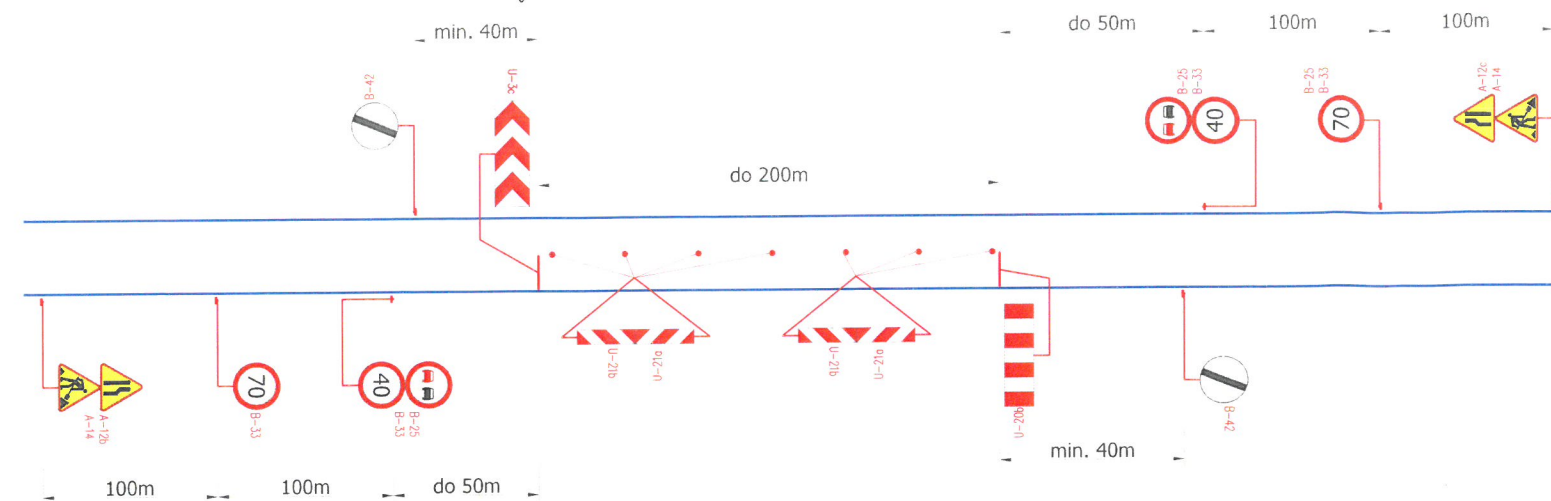 min. 40m
do 50m
100m
100m
B-42
U-3c
B-25
B-33
40
B-25
B-33
70
A-12c
A-14
do 200m
U-21b
U-21a
U-21b
U-21a
U-20b
A-14
A-12b
70
B-33
40
B-33
B-25
B-42
min. 40m
100m
100m
do 50m